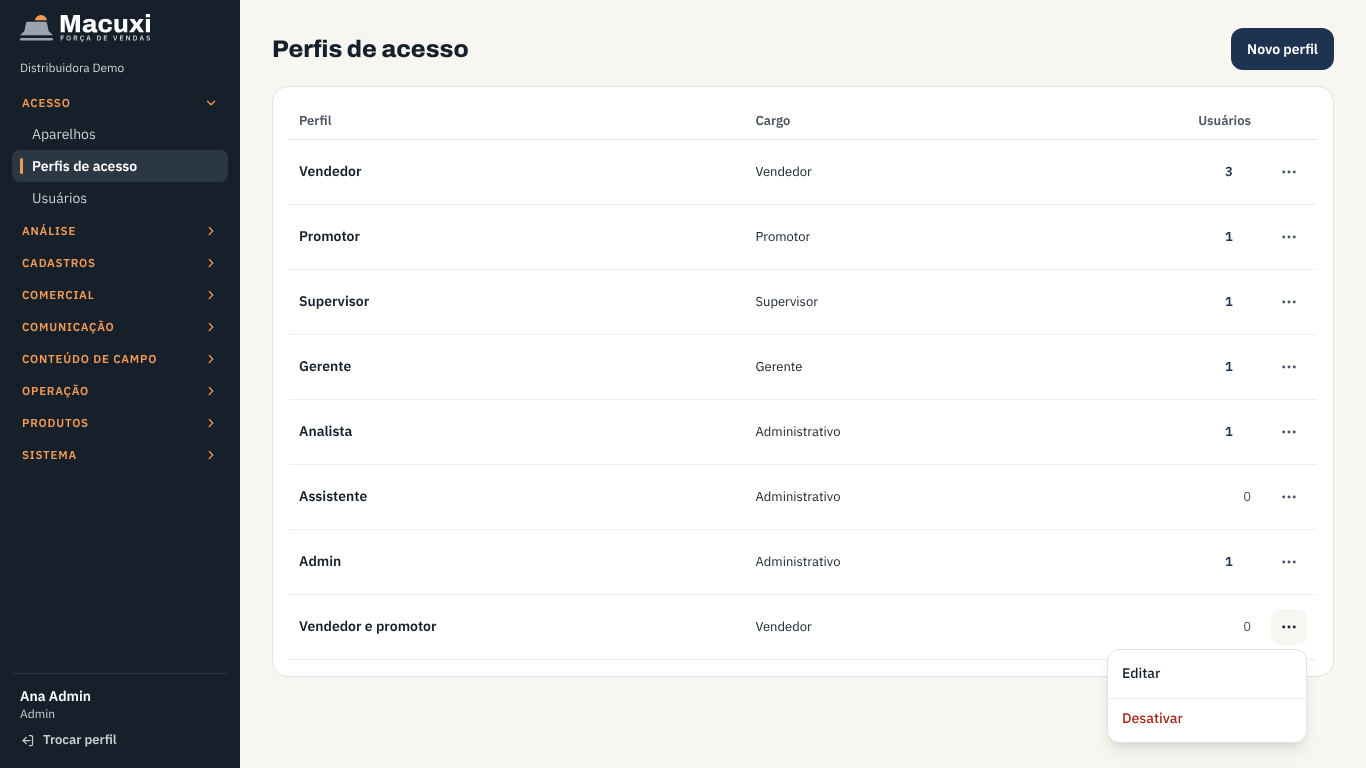 Macuxi
FORÇA DE VENDAS
Distribuidora Demo
ACESSO
Aparelhos
Perfis de acesso
Usuários
ANÁLISE
CADASTROS
COMERCIAL
COMUNICAÇÃO
CONTEÚDO DE CAMPO
OPERAÇÃO
PRODUTOS
SISTEMA
Ana Admin
Admin
Trocar perfil
Perfis de acesso
Novo perfil
Perfil Cargo Usuários
Vendedor Vendedor 3
Promotor Promotor 1
Supervisor Supervisor 1
Gerente Gerente 1
Analista Administrativo 1
Assistente Administrativo 0
Admin Administrativo 1
Vendedor e promotor Vendedor 0
Editar
Desativar